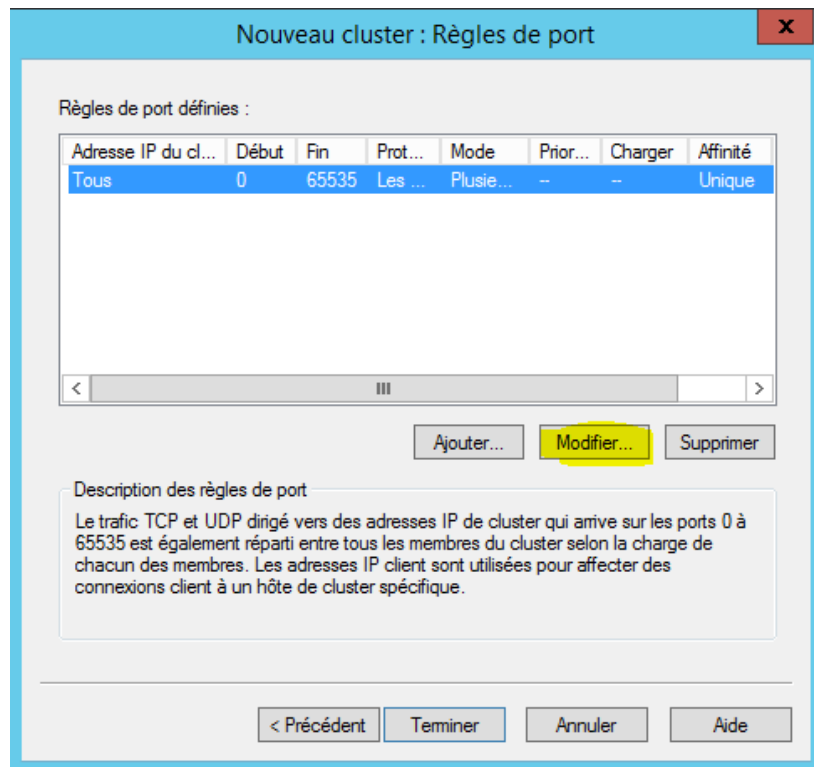 Nouveau cluster : Règles de port
x
Règles de port définies :
Adresse IP du cl... Début Fin Prot... Mode Prior... Charger Affinité
Tous 0 65535 Les ... Plusie... -- -- Unique
Ajouter... Modifier... Supprimer
Description des règles de port
Le trafic TCP et UDP dirigé vers des adresses IP de cluster qui arrive sur les ports 0 à
65535 est également réparti entre tous les membres du cluster selon la charge de
chacun des membres. Les adresses IP client sont utilisées pour affecter des
connexions client à un hôte de cluster spécifique.
< Précédent Terminer Annuler Aide